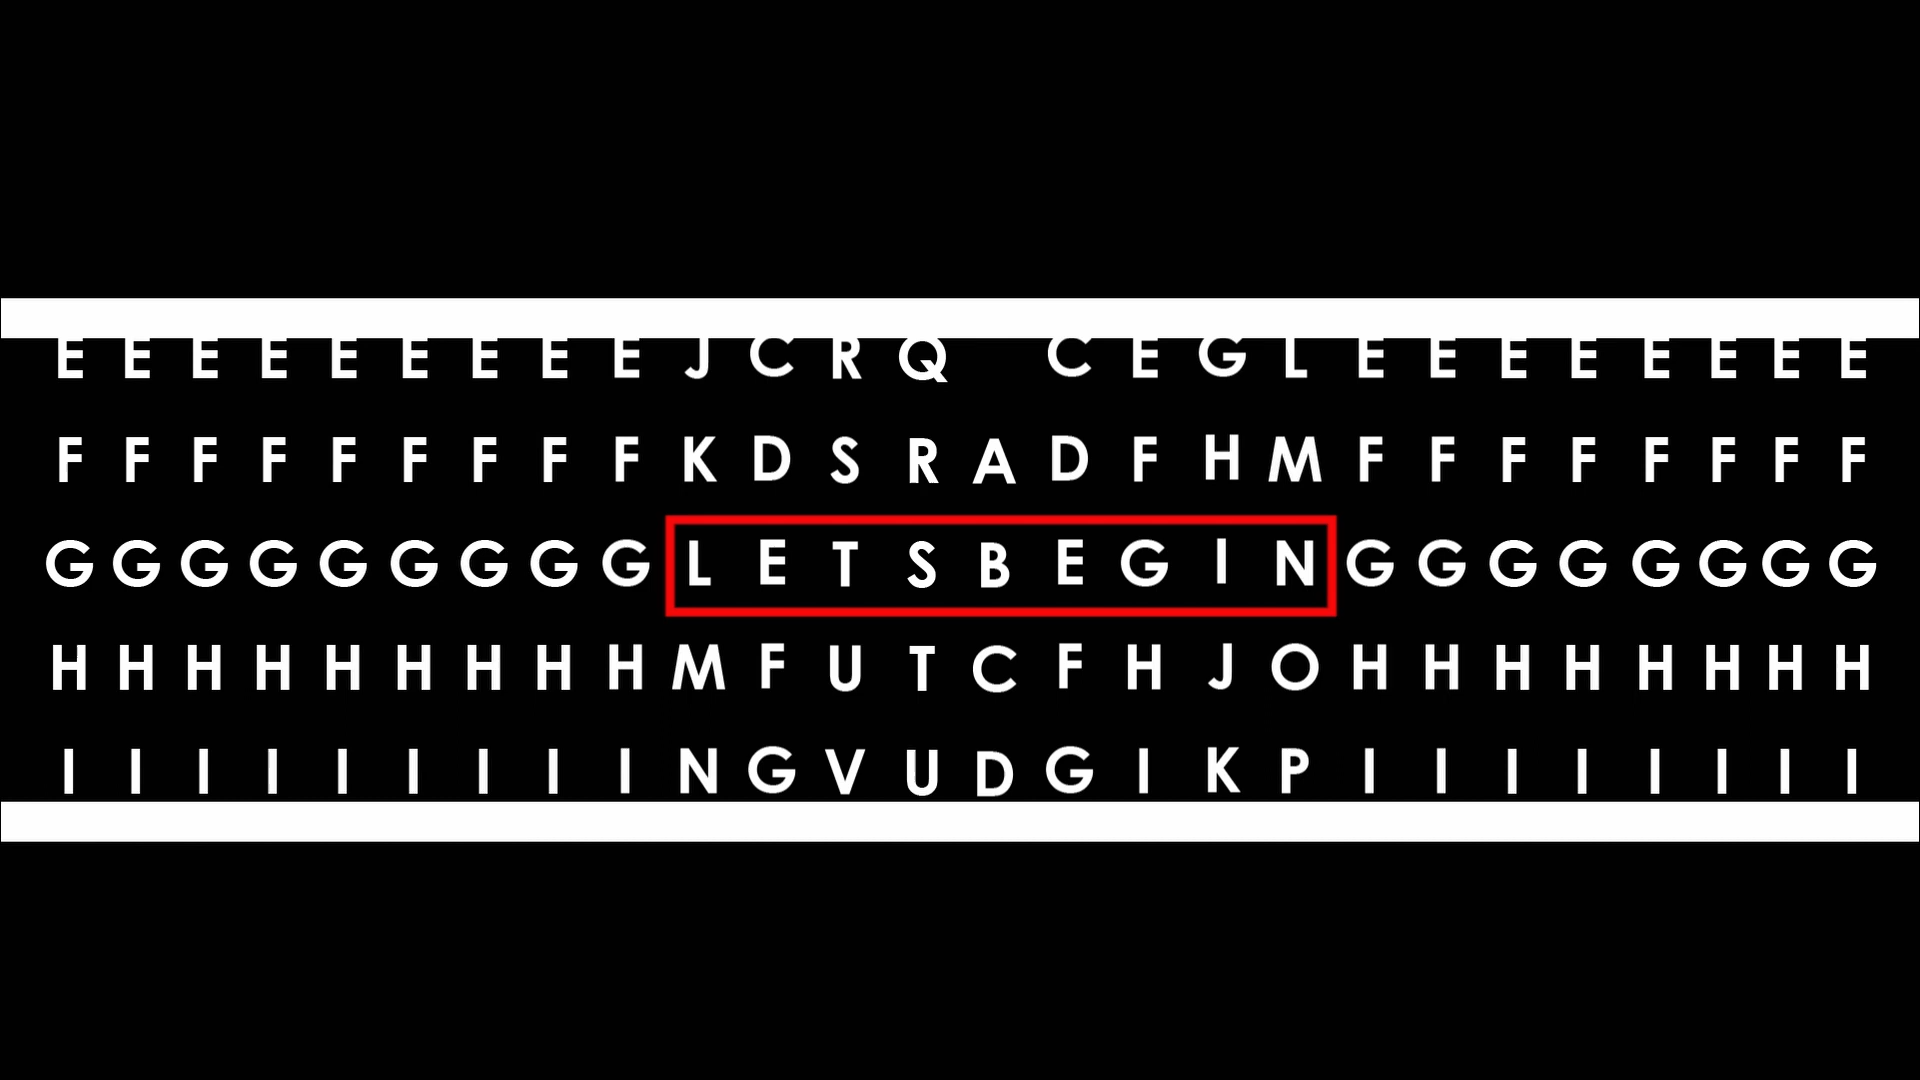 E E E E E E E E E J C R Q C E G L E E E E E E E E
F F F F F F F F F K D S R A D F H M F F F F F F F F
G G G G G G G G G L E T S B E G I N G G G G G G G G
H H H H H H H H H M F U T C F H J O H H H H H H H H
I I I I I I I I I N G V U D G I K P I I I I I I I I